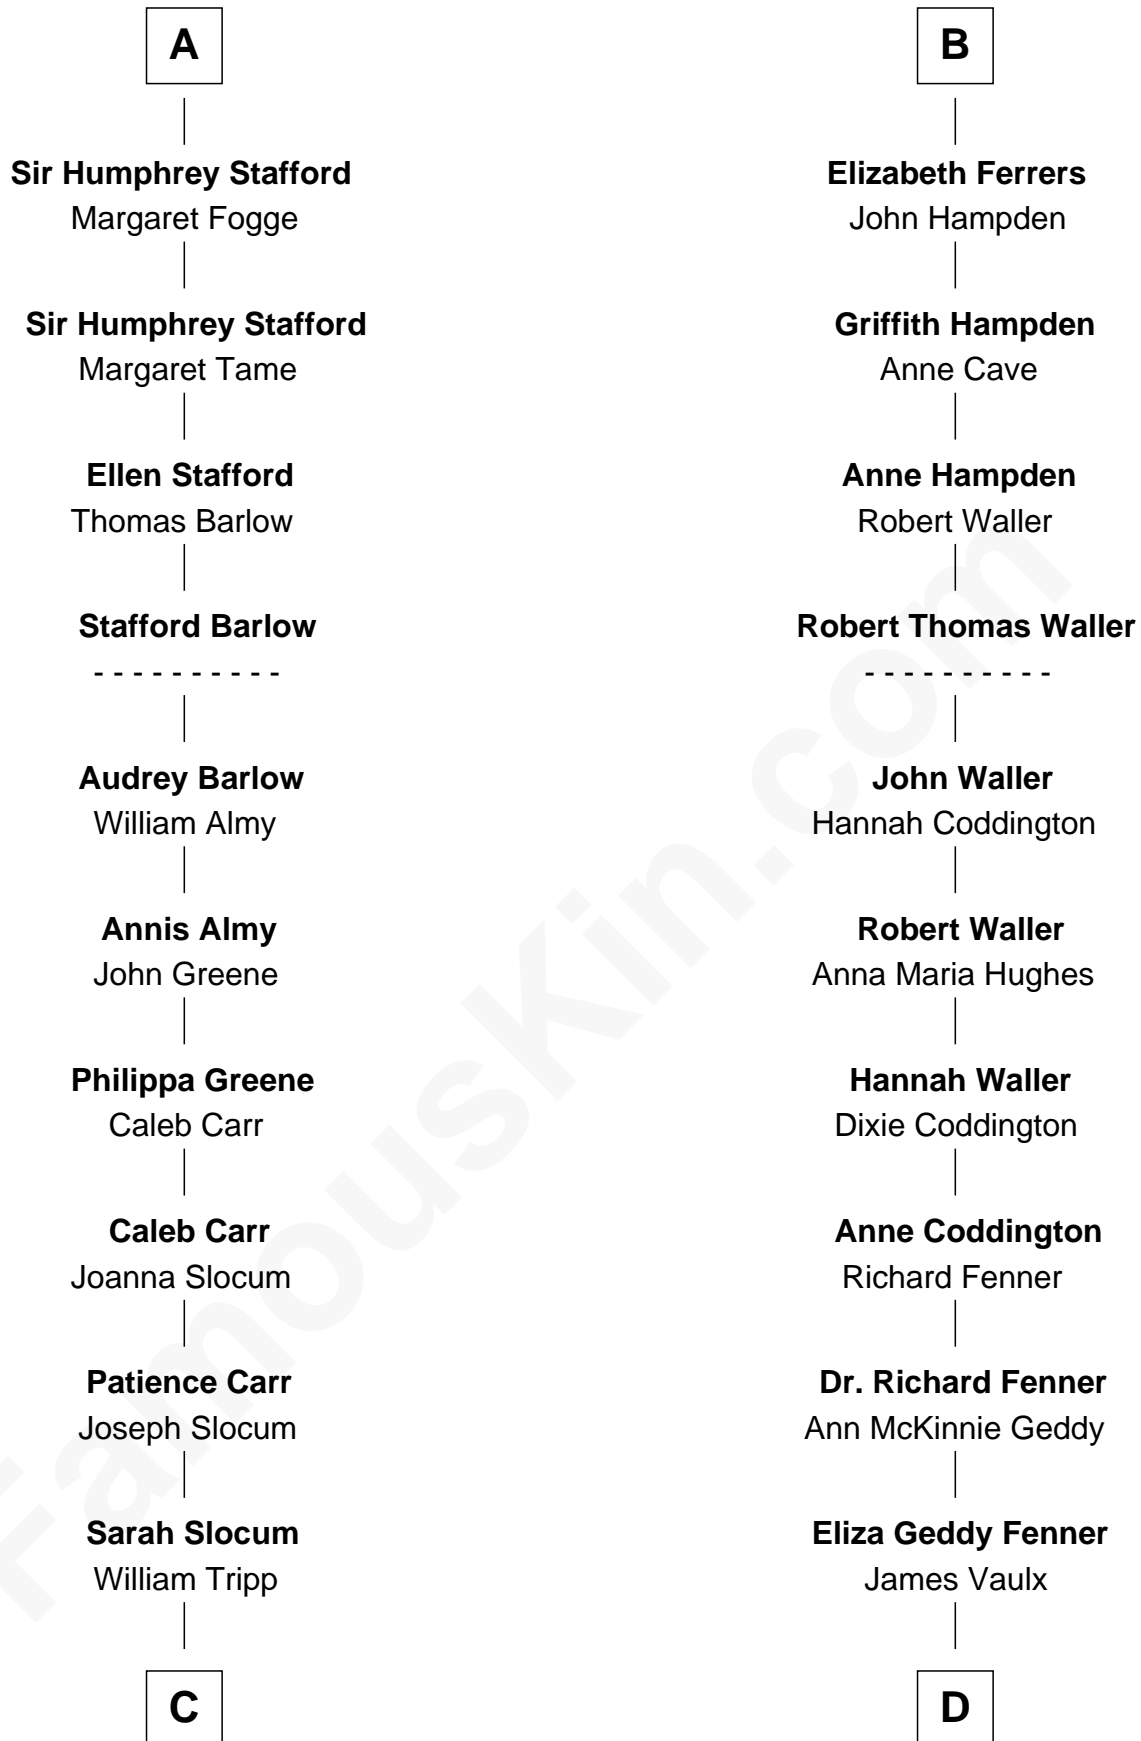 A
Sir Humphrey Stafford
Margaret Fogge
Sir Humphrey Stafford
Margaret Tame
Ellen Stafford
Thomas Barlow
Stafford Barlow
- - - - - - - - - -
Audrey Barlow
William Almy
Annis Almy
John Greene
Philippa Greene
Caleb Carr
Caleb Carr
Joanna Slocum
Patience Carr
Joseph Slocum
Sarah Slocum
William Tripp
C
B
Elizabeth Ferrers
John Hampden
Griffith Hampden
Anne Cave
Anne Hampden
Robert Waller
Robert Thomas Waller
- - - - - - - - - -
John Waller
Hannah Coddington
Robert Waller
Anna Maria Hughes
Hannah Waller
Dixie Coddington
Anne Coddington
Richard Fenner
Dr. Richard Fenner
Ann McKinnie Geddy
Eliza Geddy Fenner
James Vaulx
D
FamousKin.com